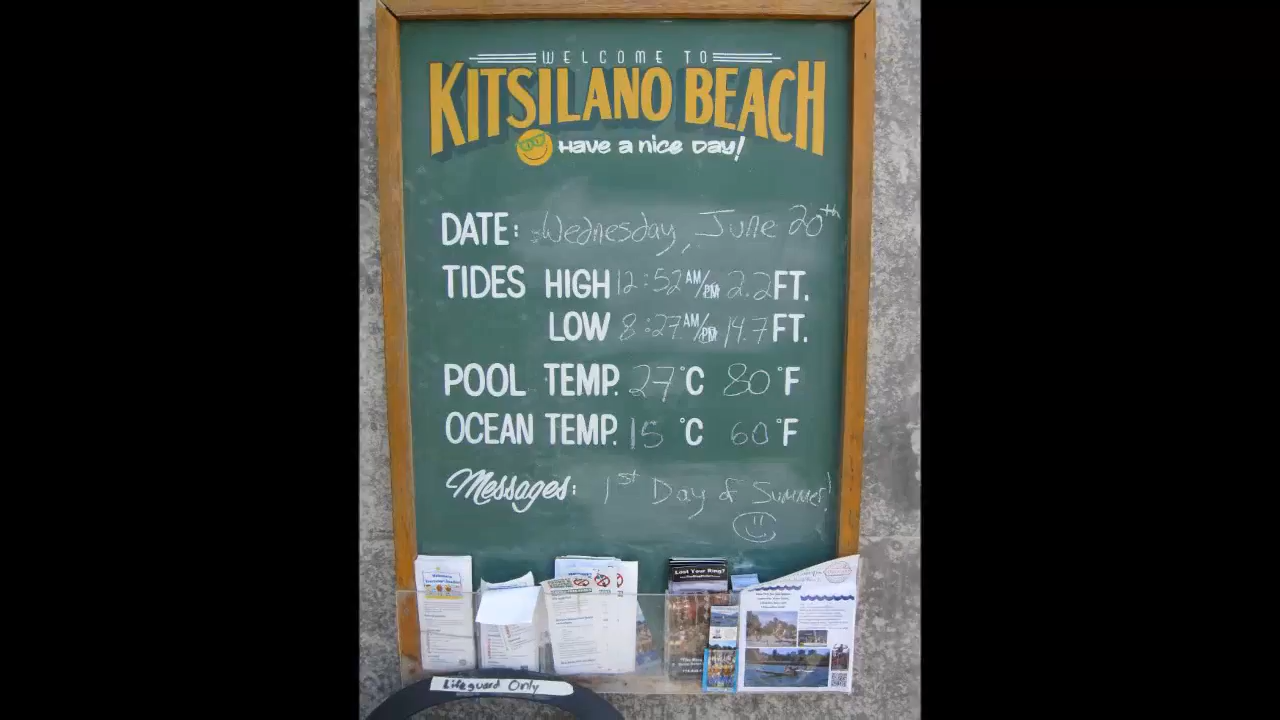 WELCOME TO
KITSILANO BEACH
Have a nice Day!
DATE: Wednesday, June 20th
TIDES HIGH 12:52 AM/PM 2.2 FT.
LOW 8:27 AM/PM 14.7 FT.
POOL TEMP. 27 °C 80 °F
OCEAN TEMP. 15 °C 60 °F
Messages: 1st Day of Summer!
Lost Your Ring?
Lifeguard Only